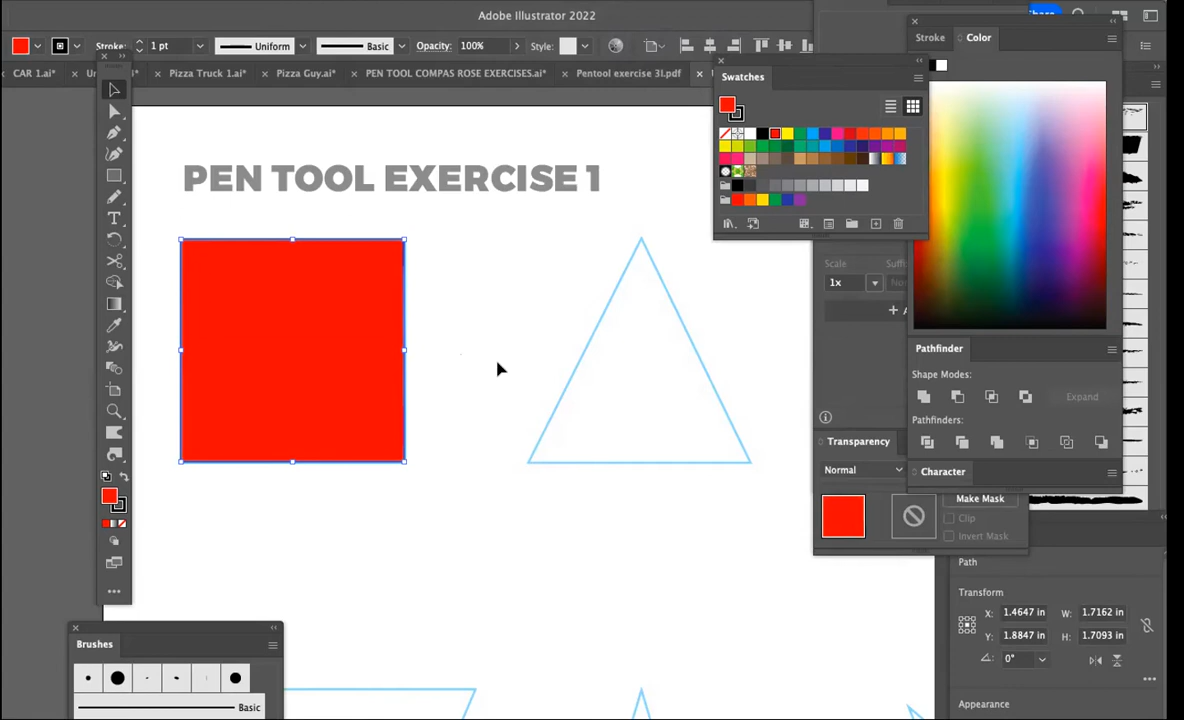 Adobe Illustrator 2022
Stroke: 1 pt Uniform Basic Opacity: 100% Style:
CAR 1.ai* Pizza Truck 1.ai* Pizza Guy.ai* PEN TOOL COMPAS ROSE EXERCISES.ai* Pentool exercise 3l.pdf
Stroke Color
Swatches
PEN TOOL EXERCISE 1
Scale
1x
Pathfinder
Shape Modes:
Expand
Pathfinders:
Transparency
Normal
Character
Make Mask
Clip
Invert Mask
Path
Transform
X: 1.4647 in W: 1.7162 in
Y: 1.8847 in H: 1.7093 in
0°
Appearance
Brushes
Basic